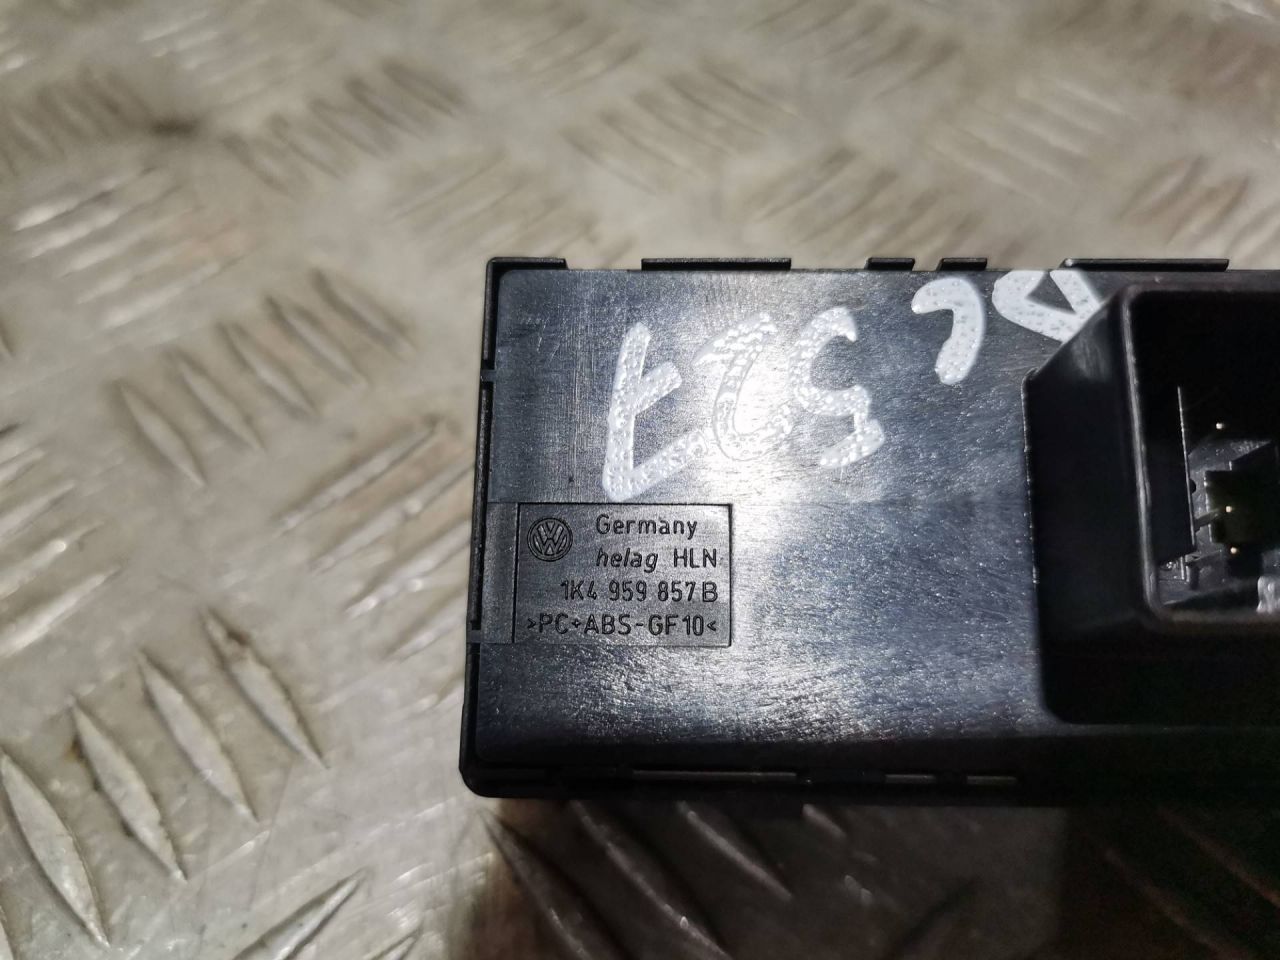 Germany
helag HLN
1K4 959 857 B
>PC+ABS-GF10<